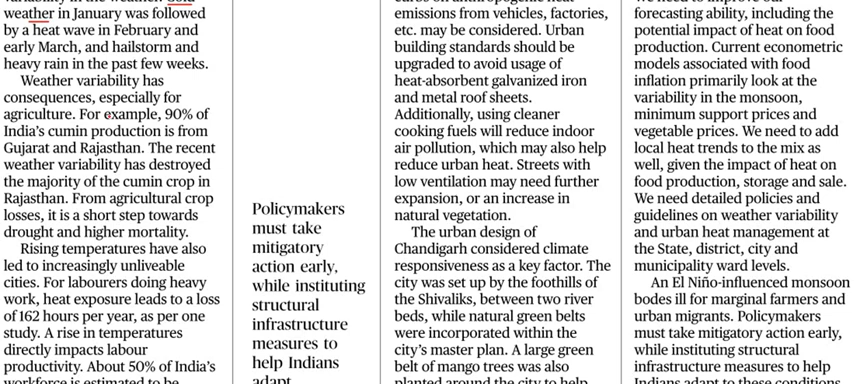 weather in January was followed
by a heat wave in February and
early March, and hailstorm and
heavy rain in the past few weeks.
Weather variability has
consequences, especially for
agriculture. For example, 90% of
India's cumin production is from
Gujarat and Rajasthan. The recent
weather variability has destroyed
the majority of the cumin crop in
Rajasthan. From agricultural crop
losses, it is a short step towards
drought and higher mortality.
Rising temperatures have also
led to increasingly unliveable
cities. For labourers doing heavy
work, heat exposure leads to a loss
of 162 hours per year, as per one
study. A rise in temperatures
directly impacts labour
productivity. About 50% of India's
workforce is estimated to be
Policymakers
must take
mitigatory
action early,
while instituting
structural
infrastructure
measures to
help Indians
adapt
emissions from vehicles, factories,
etc. may be considered. Urban
building standards should be
upgraded to avoid usage of
heat-absorbent galvanized iron
and metal roof sheets.
Additionally, using cleaner
cooking fuels will reduce indoor
air pollution, which may also help
reduce urban heat. Streets with
low ventilation may need further
expansion, or an increase in
natural vegetation.
The urban design of
Chandigarh considered climate
responsiveness as a key factor. The
city was set up by the foothills of
the Shivaliks, between two river
beds, while natural green belts
were incorporated within the
city's master plan. A large green
belt of mango trees was also
planted around the city to help
forecasting ability, including the
potential impact of heat on food
production. Current econometric
models associated with food
inflation primarily look at the
variability in the monsoon,
minimum support prices and
vegetable prices. We need to add
local heat trends to the mix as
well, given the impact of heat on
food production, storage and sale.
We need detailed policies and
guidelines on weather variability
and urban heat management at
the State, district, city and
municipality ward levels.
An El Niño-influenced monsoon
bodes ill for marginal farmers and
urban migrants. Policymakers
must take mitigatory action early,
while instituting structural
infrastructure measures to help
Indians adapt to these conditions